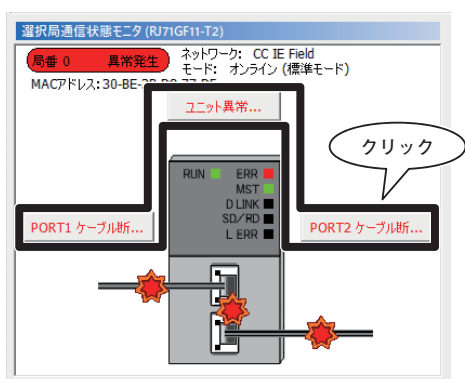 選択局通信状態モニタ (RJ71GF11-T2)
局番 0 異常発生
ネットワーク: CC IE Field
モード: オンライン (標準モード)
MACアドレス: 30-BE-3B-D0-77-DF
ユニット異常...
クリック
RUN ERR
MST
D LINK
SD/RD
L ERR
PORT1 ケーブル断...
PORT2 ケーブル断...